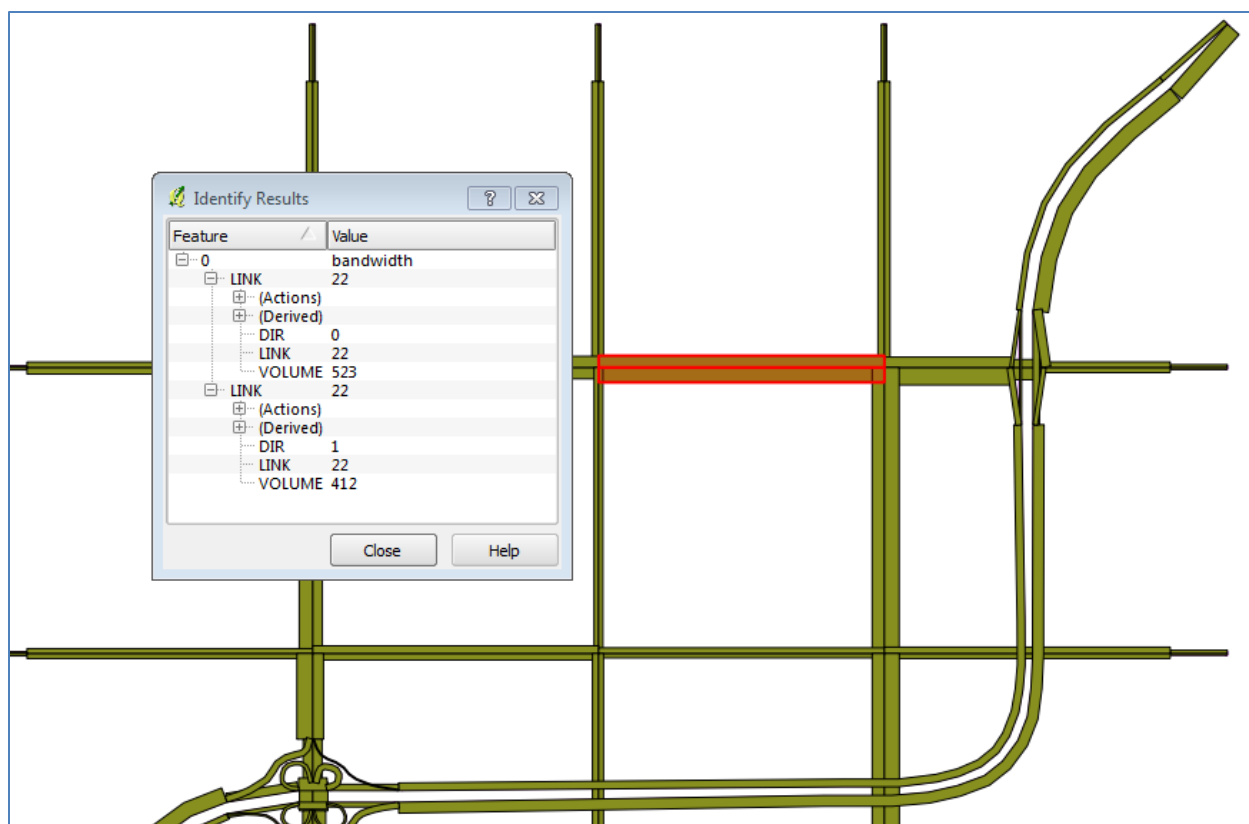 Identify Results
Feature Value
0 bandwidth
LINK 22
(Actions)
(Derived)
DIR 0
LINK 22
VOLUME 523
LINK 22
(Actions)
(Derived)
DIR 1
LINK 22
VOLUME 412
Close Help